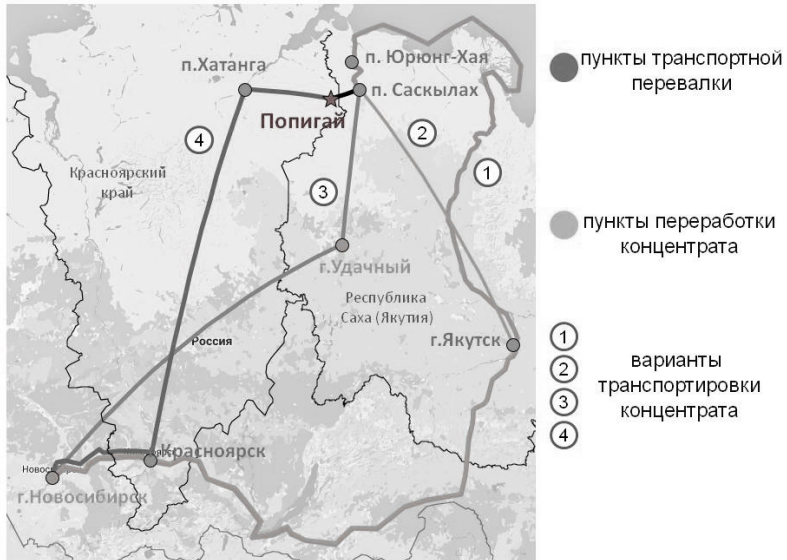 п.Хатанга
п. Юрюнг-Хая
п. Саскылах
Попигай
4
2
1
3
Красноярский
край
г.Удачный
Республика
Саха (Якутия)
Россия
г.Якутск
Красноярск
Новос
г.Новосибирск
пункты транспортной
перевалки
пункты переработки
концентрата
1
2
3
4
варианты
транспортировки
концентрата